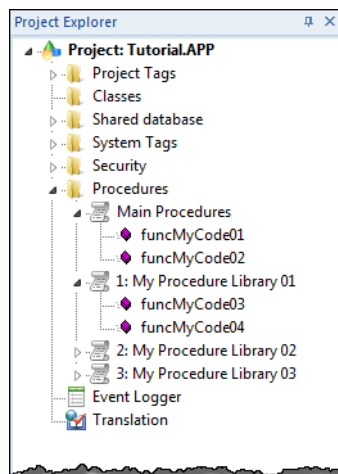 Project Explorer
Project: Tutorial.APP
Project Tags
Classes
Shared database
System Tags
Security
Procedures
Main Procedures
funcMyCode01
funcMyCode02
1: My Procedure Library 01
funcMyCode03
funcMyCode04
2: My Procedure Library 02
3: My Procedure Library 03
Event Logger
Translation